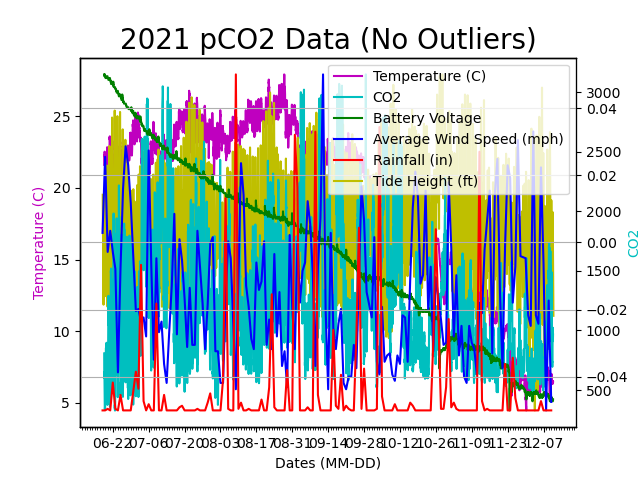 2021 pCO2 Data (No Outliers)
Temperature (C)
CO2
Battery Voltage
Average Wind Speed (mph)
Rainfall (in)
Tide Height (ft)
Temperature (C)
25
20
15
10
5
3000
0.04
2500
0.02
2000
0.00
1500
−0.02
1000
−0.04
500
CO2
06-22 07-06 07-20 08-03 08-17 08-31 09-14 09-28 10-12 10-26 11-09 11-23 12-07
Dates (MM-DD)